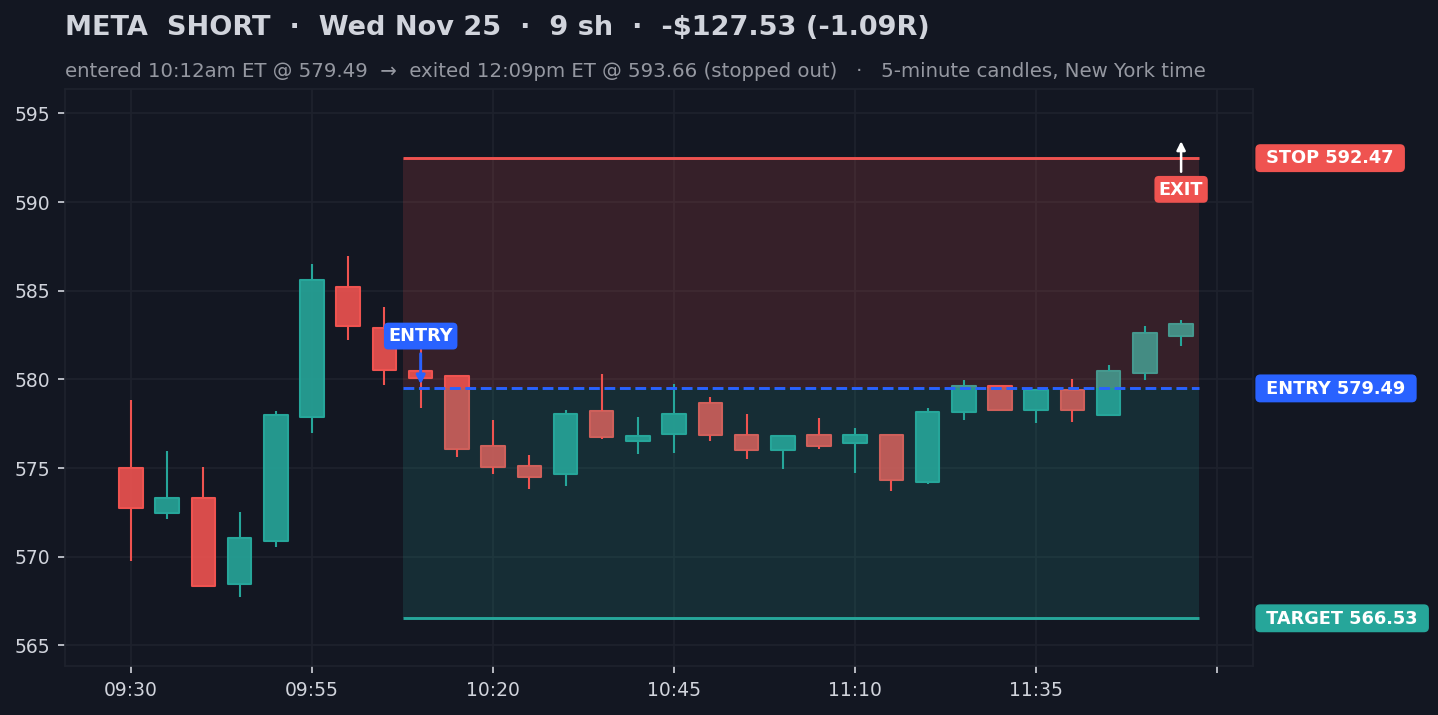 META  SHORT  ·  Wed Nov 25  ·  9 sh  ·  -$127.53 (-1.09R)
entered 10:12am ET @ 579.49  →  exited 12:09pm ET @ 593.66 (stopped out)   ·   5-minute candles, New York time
595
STOP 592.47
EXIT
590
585
ENTRY
580
ENTRY 579.49
575
570
TARGET 566.53
565
09:30
09:55
10:20
10:45
11:10
11:35